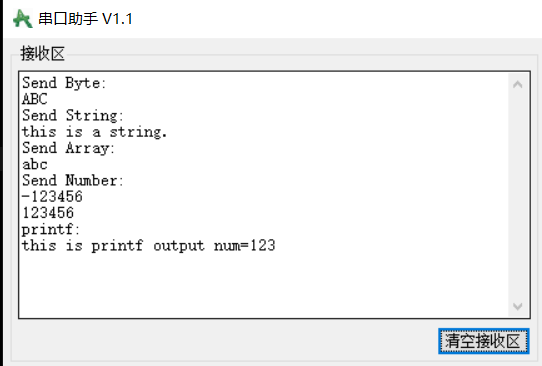 串口助手 V1.1
接收区
Send Byte:
ABC
Send String:
this is a string.
Send Array:
abc
Send Number:
-123456
123456
printf:
this is printf output num=123
清空接收区